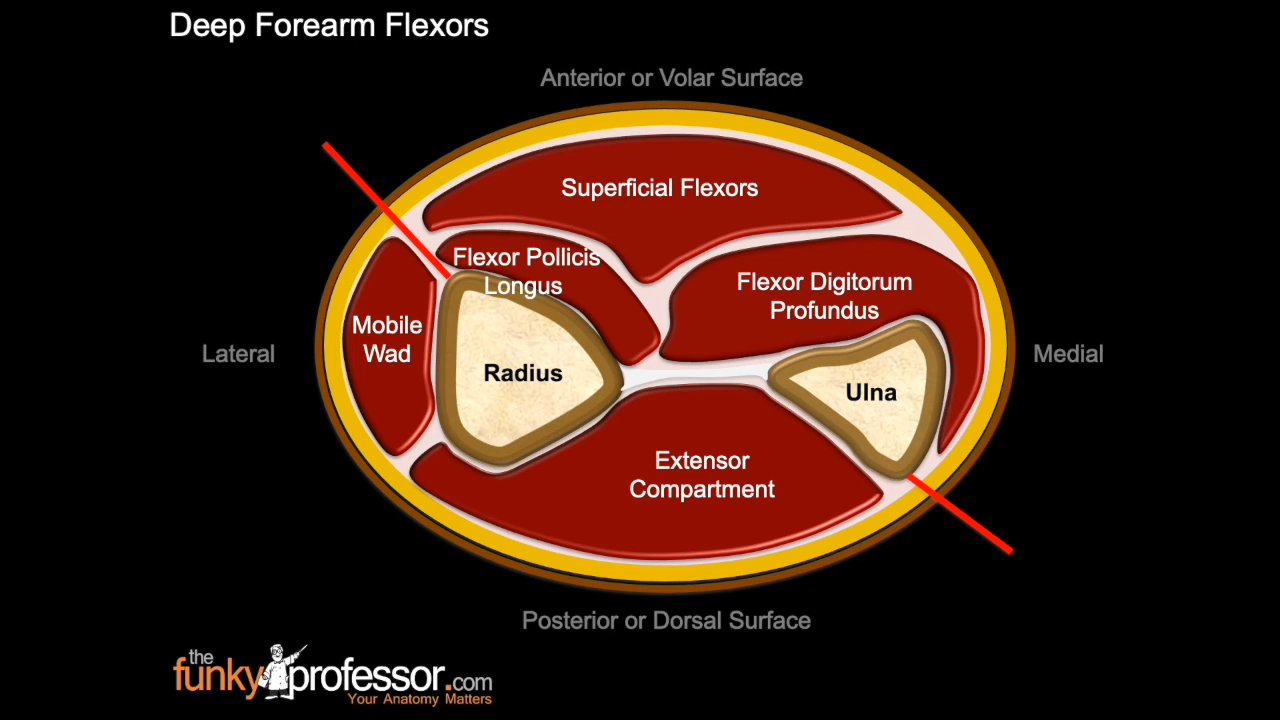 Deep Forearm Flexors
Anterior or Volar Surface
Superficial Flexors
Flexor Pollicis
Longus
Flexor Digitorum
Profundus
Mobile
Wad
Lateral
Medial
Radius
Ulna
Extensor
Compartment
Posterior or Dorsal Surface
the
funkyprofessor.com
Your Anatomy Matters